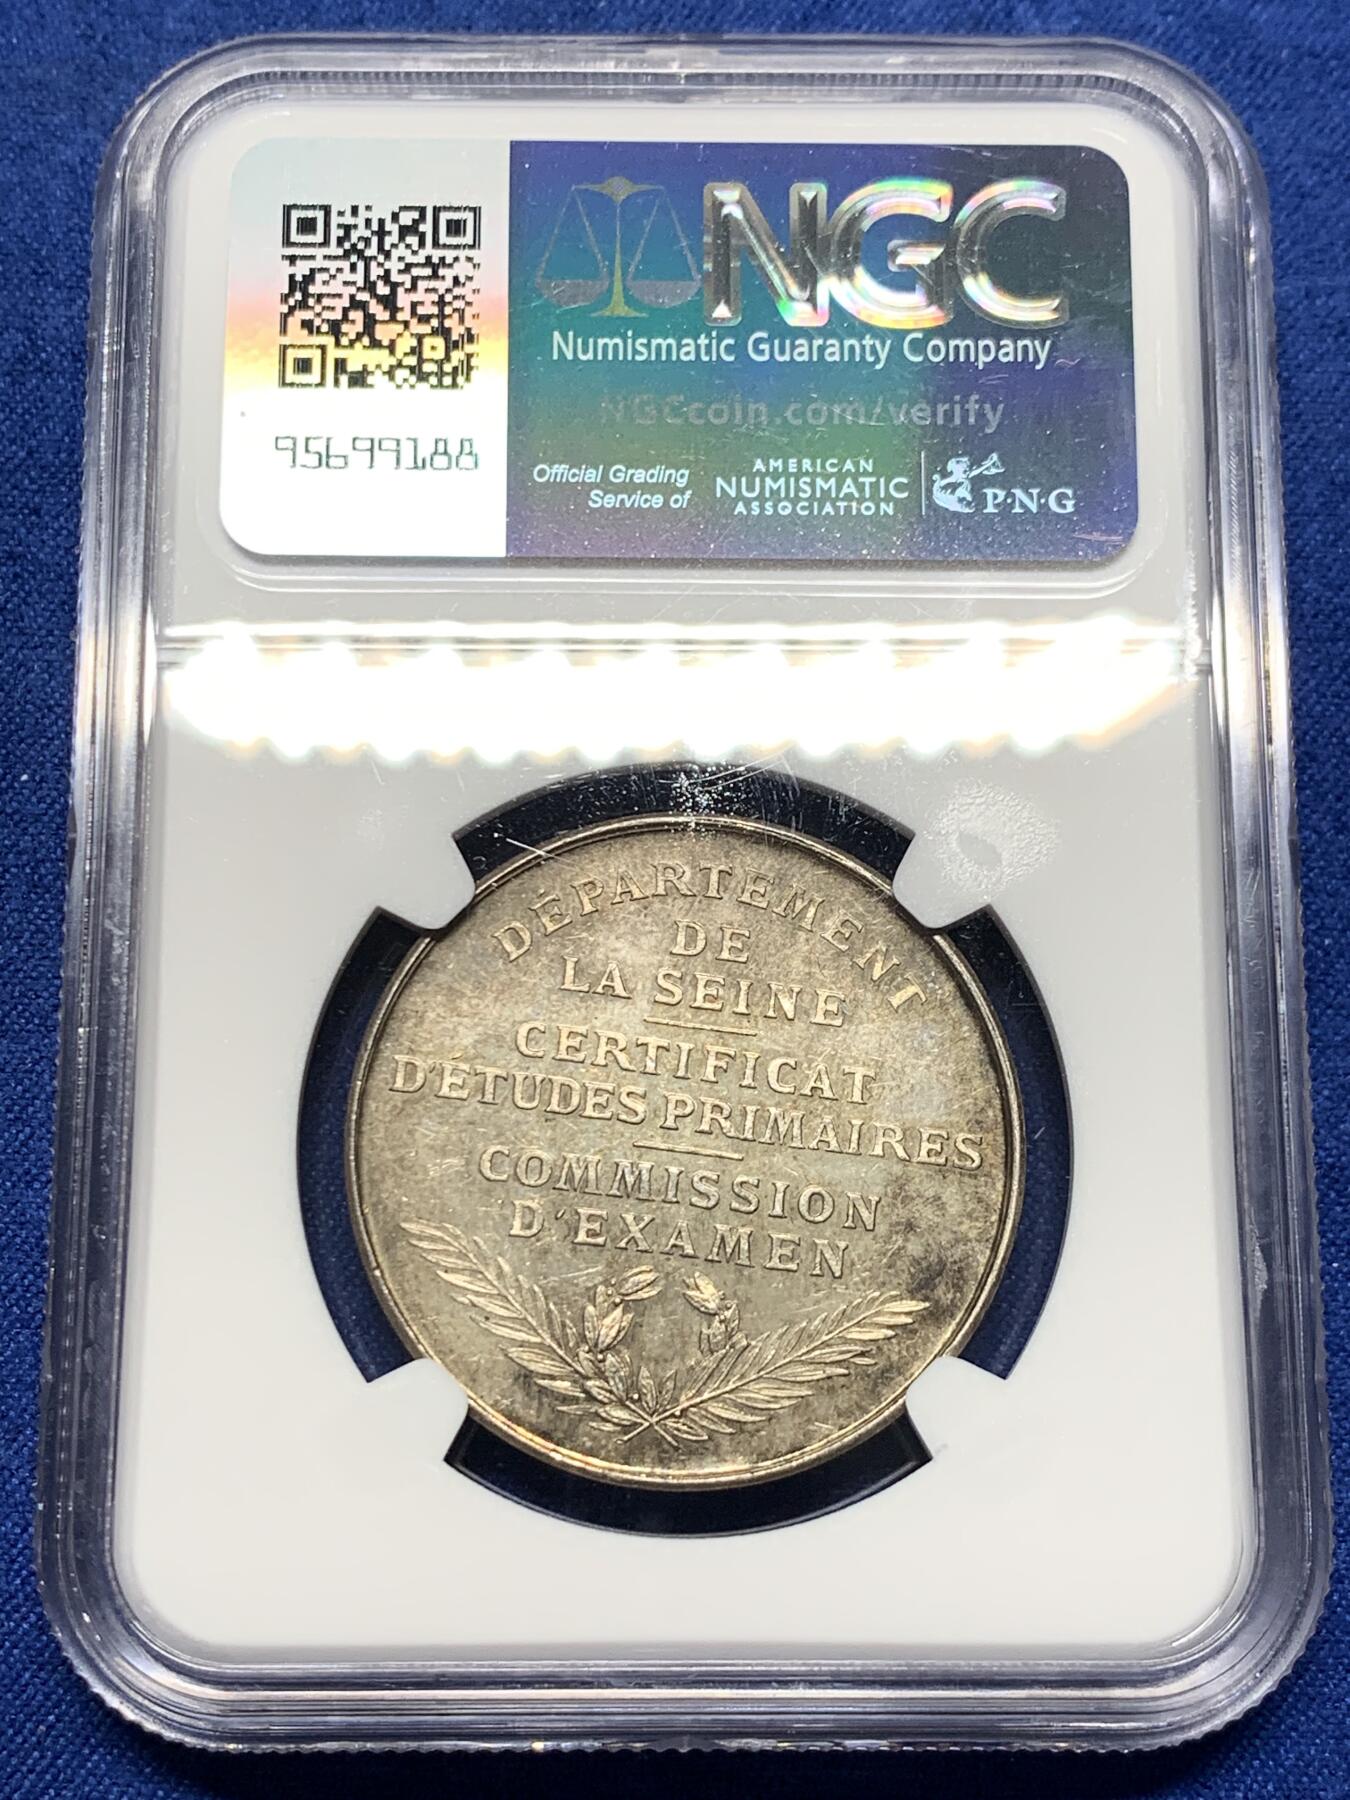 NGC
Numismatic Guaranty Company
NGCcoin.com/verify
95699188
Official Grading
Service of
AMERICAN
NUMISMATIC
ASSOCIATION
P·N·G
DÉPARTEMENT
DE
LA SEINE
CERTIFICAT
D'ÉTUDES PRIMAIRES
COMMISSION
D'EXAMEN